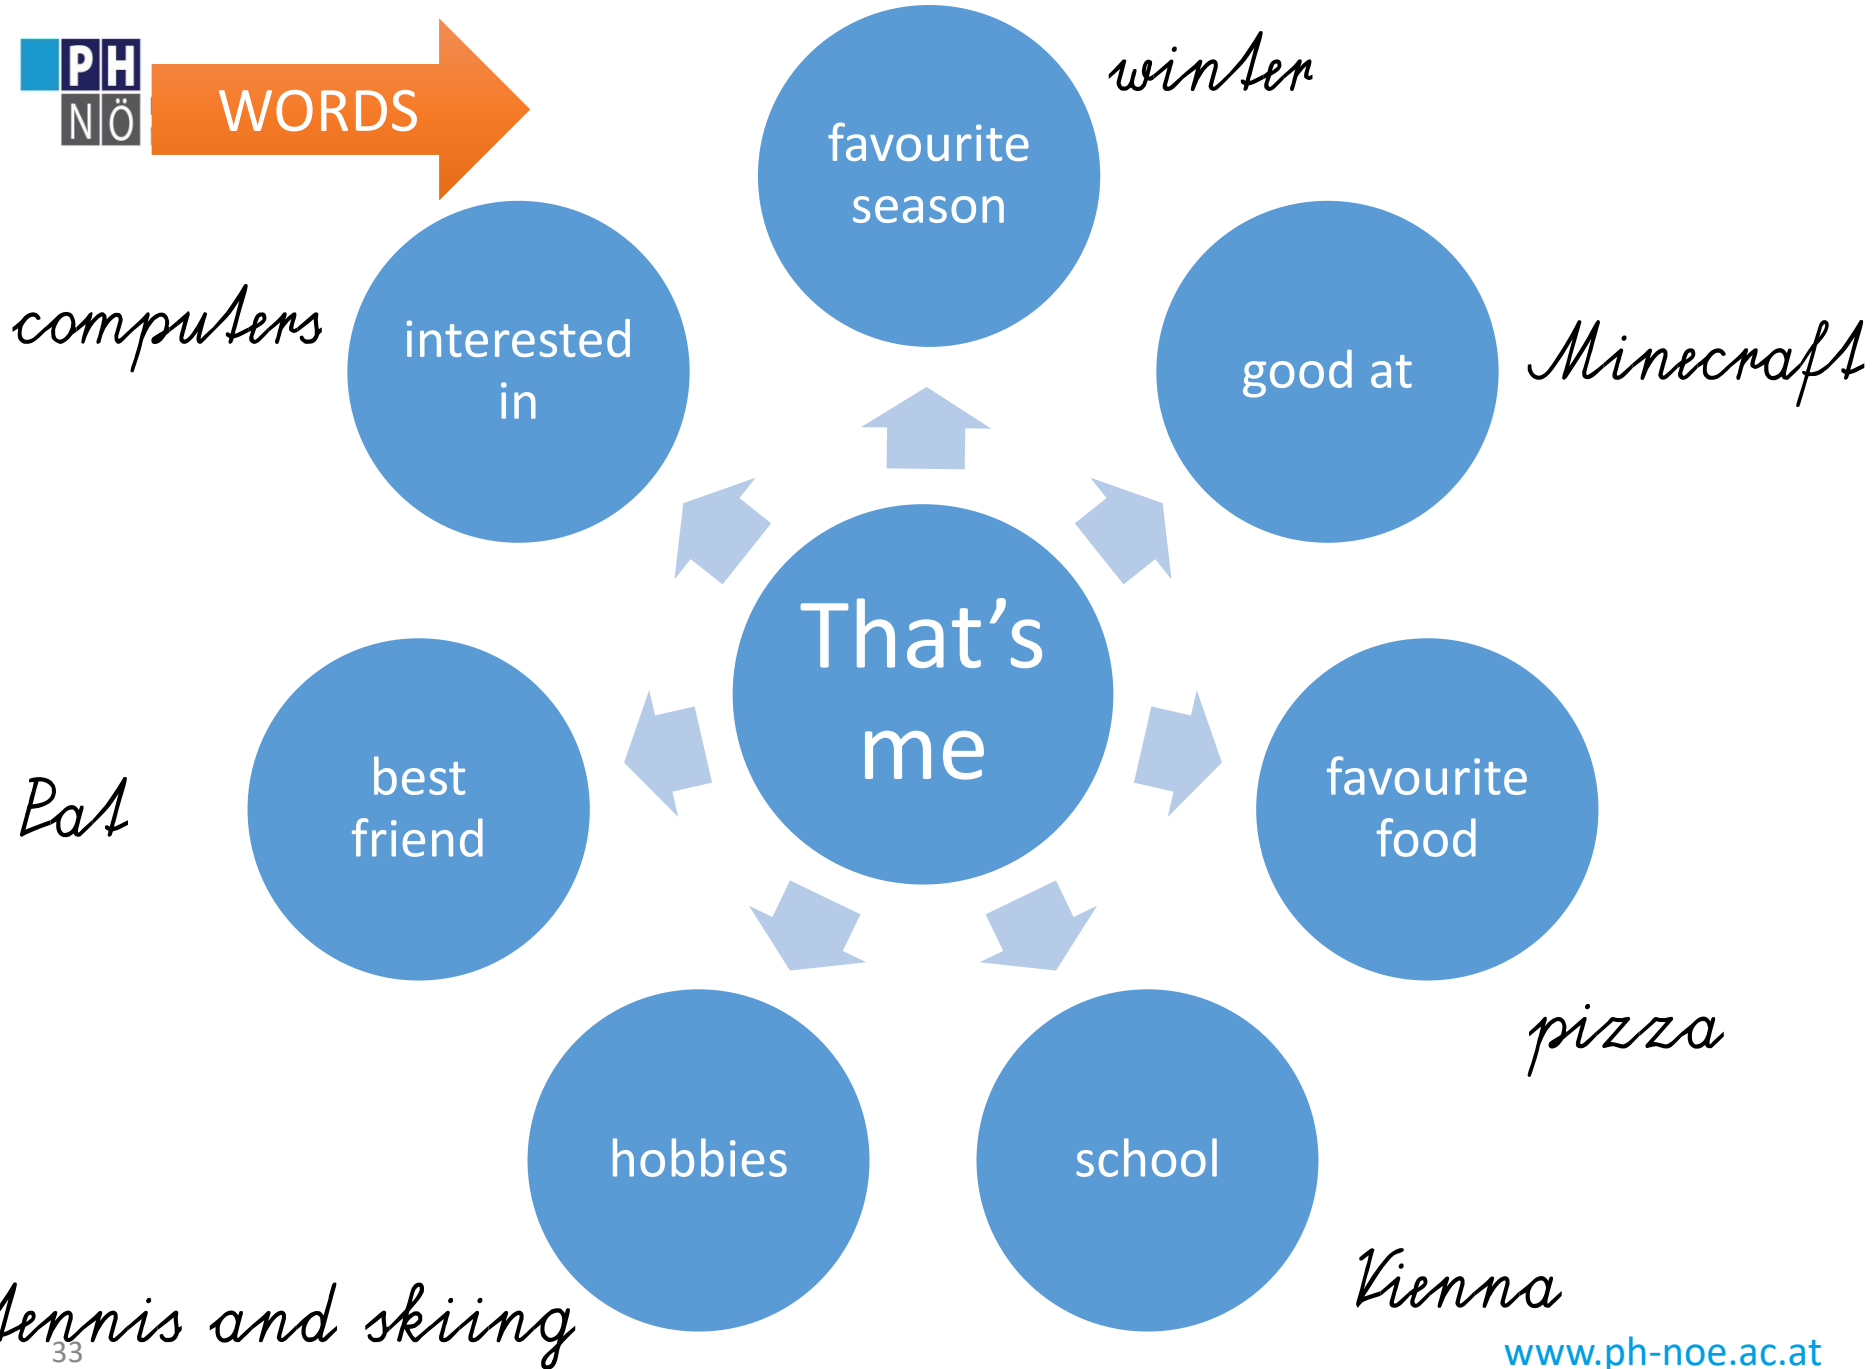 PH
NÖ
WORDS
winter
favourite
season
computers
interested
in
good at
Minecraft
That’s
me
Pat
best
friend
favourite
food
pizza
hobbies
school
Vienna
tennis and skiing
33
www.ph-noe.ac.at